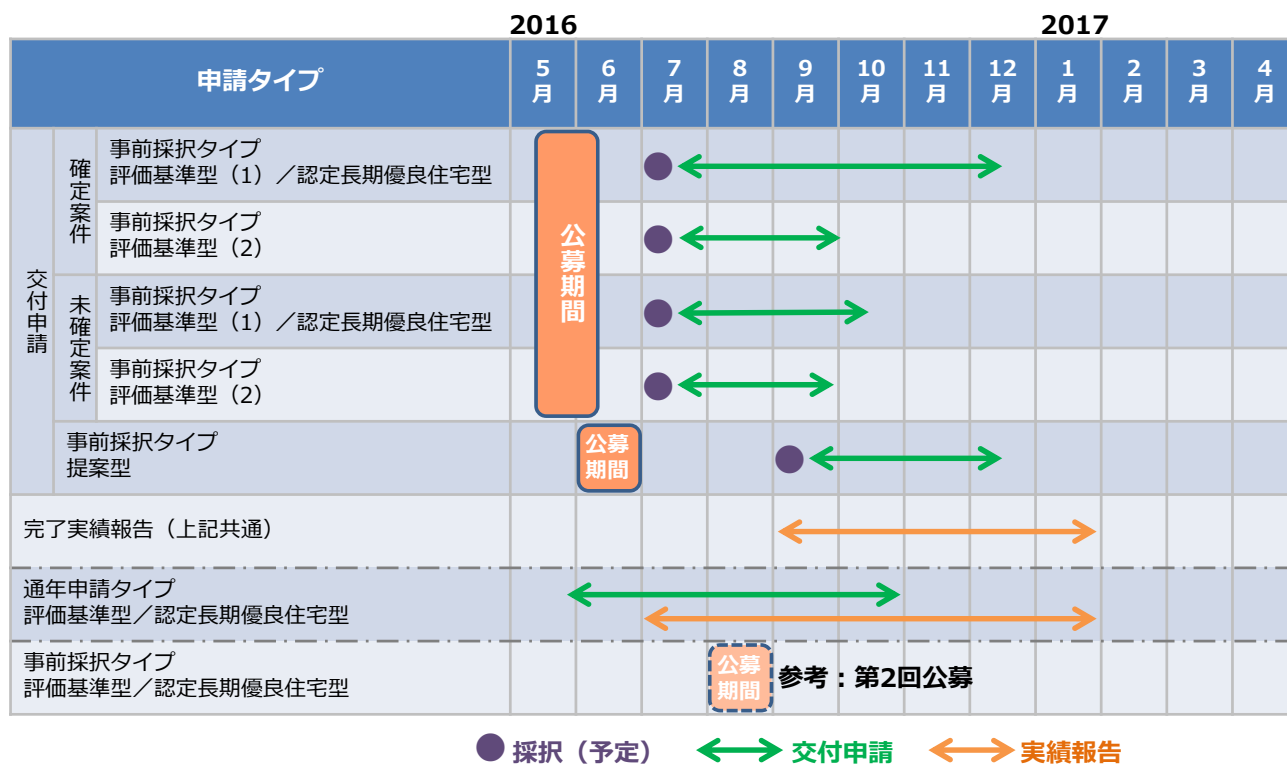 2016
2017
申請タイプ
5月
6月
7月
8月
9月
10月
11月
12月
1月
2月
3月
4月
交付申請
確定案件
事前採択タイプ
評価基準型（1）／認定長期優良住宅型
事前採択タイプ
評価基準型（2）
公募期間
未確定案件
事前採択タイプ
評価基準型（1）／認定長期優良住宅型
事前採択タイプ
評価基準型（2）
事前採択タイプ
提案型
公募
期間
完了実績報告（上記共通）
通年申請タイプ
評価基準型／認定長期優良住宅型
事前採択タイプ
評価基準型／認定長期優良住宅型
公募
期間
参考：第2回公募
採択（予定）
交付申請
実績報告